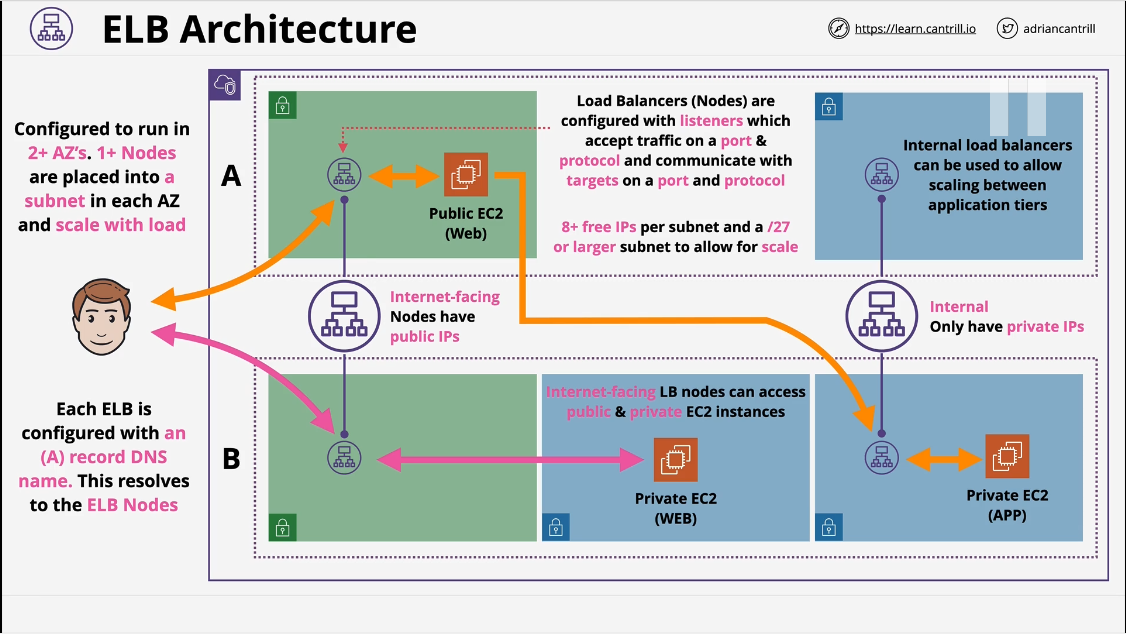 ELB Architecture
https://learn.cantrill.io
adriancantrill
Configured to run in
2+ AZ's. 1+ Nodes
are placed into a
subnet in each AZ
and scale with load
A
Public EC2
(Web)
Load Balancers (Nodes) are
configured with listeners which
accept traffic on a port &
protocol and communicate with
targets on a port and protocol
8+ free IPs per subnet and a /27
or larger subnet to allow for scale
Internal load balancers
can be used to allow
scaling between
application tiers
Internet-facing
Nodes have
public IPs
Internal
Only have private IPs
Each ELB is
configured with an
(A) record DNS
name. This resolves
to the ELB Nodes
B
Internet-facing LB nodes can access
public & private EC2 instances
Private EC2
(WEB)
Private EC2
(APP)